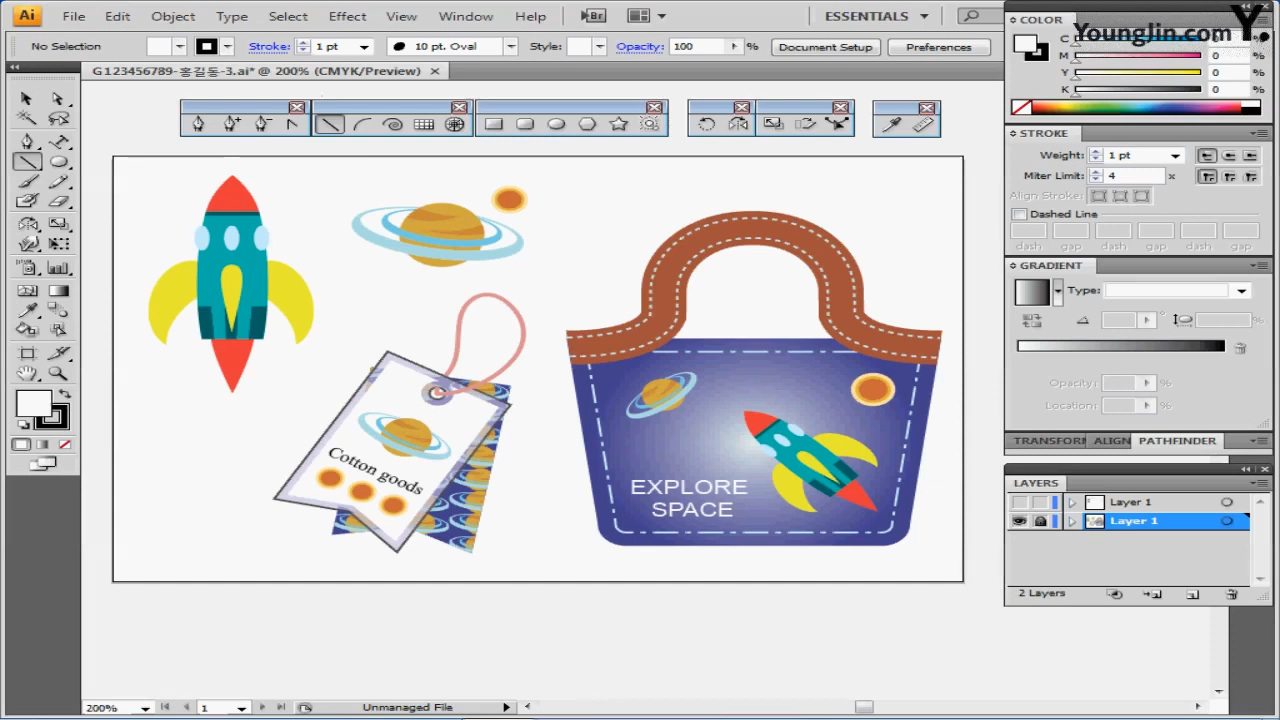 Ai File Edit Object Type Select Effect View Window Help Br ESSENTIALS
No Selection Stroke: 1 pt 10 pt. Oval Style: Opacity: 100 % Document Setup Preferences
G123456789-홍길동-3.ai* @ 200% (CMYK/Preview)
COLOR
YoungJin.com Y.
C %
M 0 %
Y 0 %
K 0 %
STROKE
Weight: 1 pt
Miter Limit: 4 x
Align Stroke:
Dashed Line
dash gap dash gap dash gap
GRADIENT
Type:
Opacity: %
Location: %
TRANSFORM ALIGN PATHFINDER
LAYERS
Layer 1
Layer 1
2 Layers
Cotton goods
EXPLORE
SPACE
200% 1 Unmanaged File